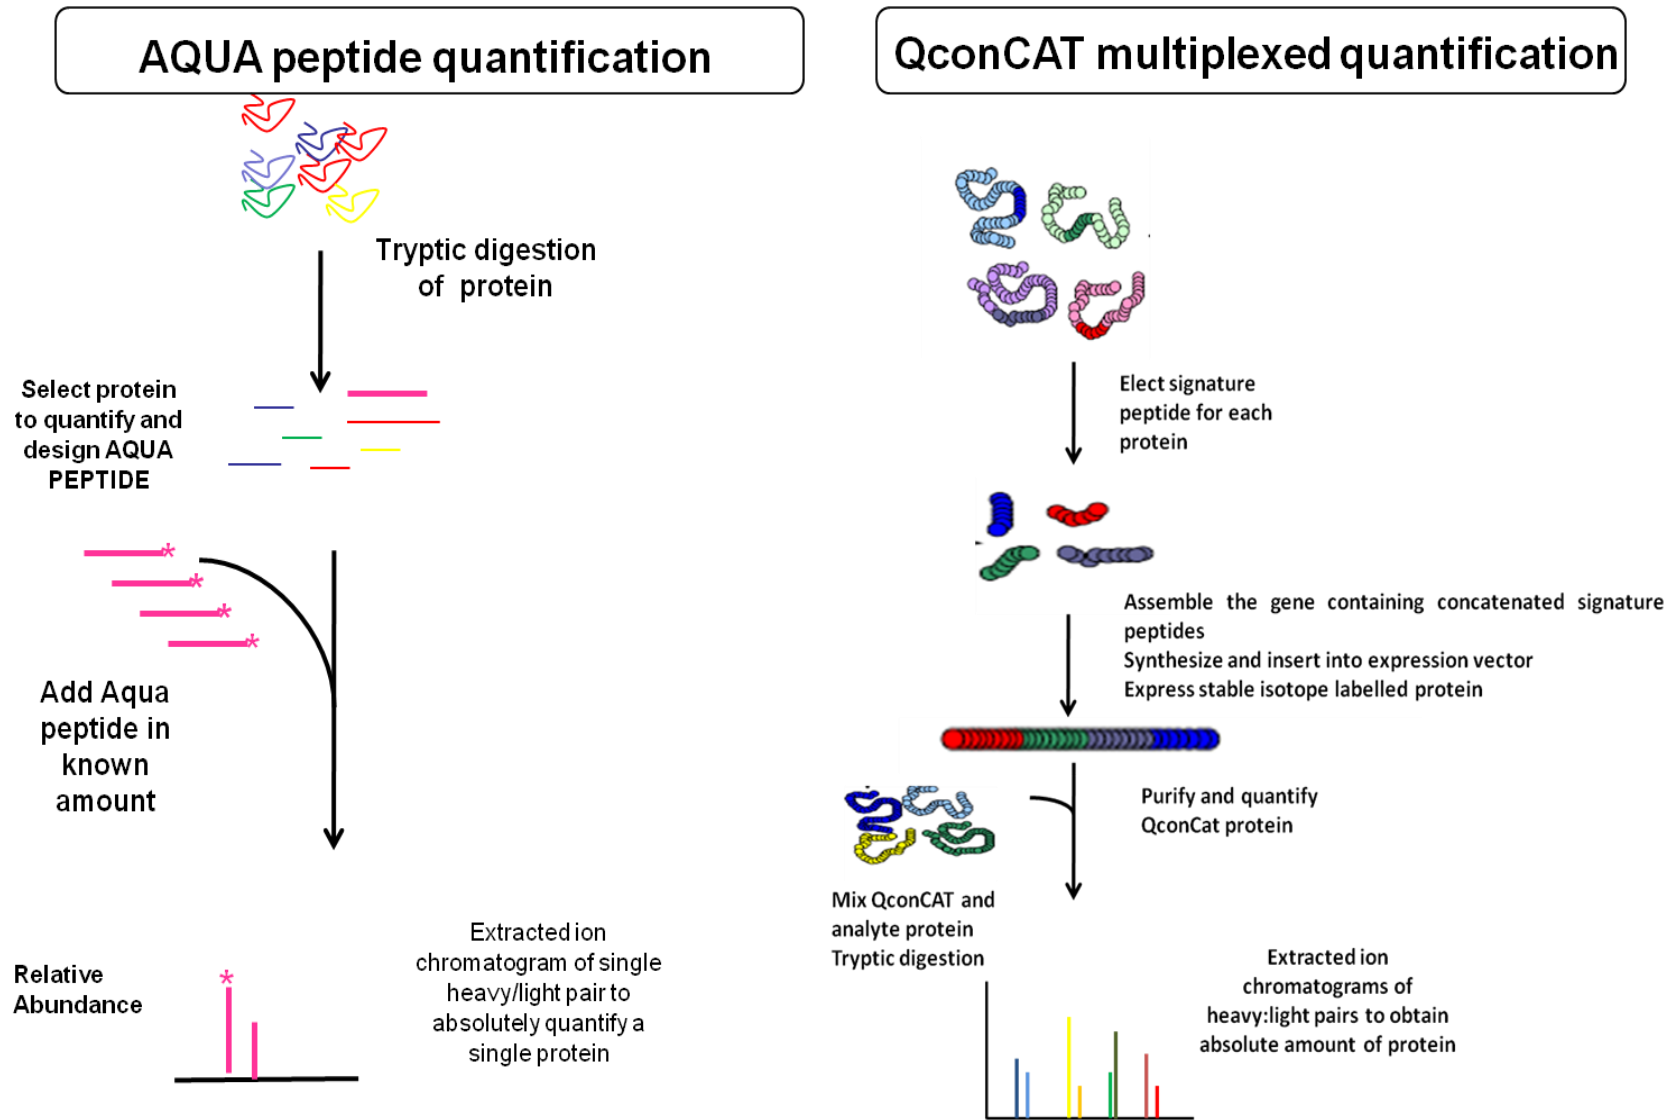 AQUA peptide quantification
Tryptic digestion
of protein
Select protein
to quantify and
design AQUA
PEPTIDE
*
*
*
*
Add Aqua
peptide in
known
amount
Relative
Abundance
*
Extracted ion
chromatogram of single
heavy/light pair to
absolutely quantify a
single protein
QconCAT multiplexed quantification
Elect signature
peptide for each
protein
Assemble the gene containing concatenated signature
peptides
Synthesize and insert into expression vector
Express stable isotope labelled protein
Purify and quantify
QconCat protein
Mix QconCAT and
analyte protein
Tryptic digestion
Extracted ion
chromatograms of
heavy:light pairs to obtain
absolute amount of protein